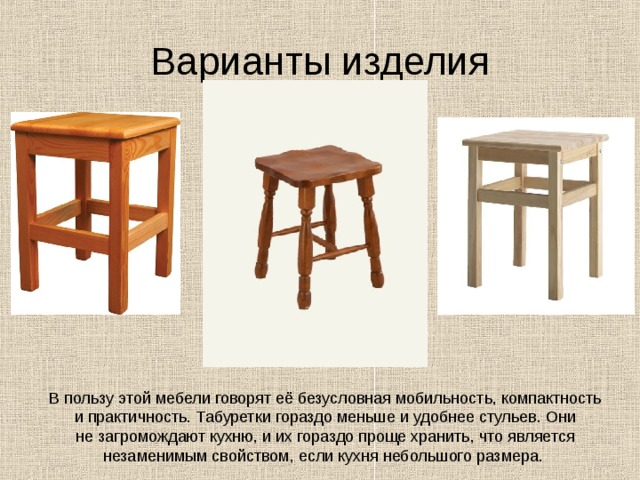 Варианты изделия
В пользу этой мебели говорят её безусловная мобильность, компактность
и практичность. Табуретки гораздо меньше и удобнее стульев. Они
не загромождают кухню, и их гораздо проще хранить, что является
незаменимым свойством, если кухня небольшого размера.